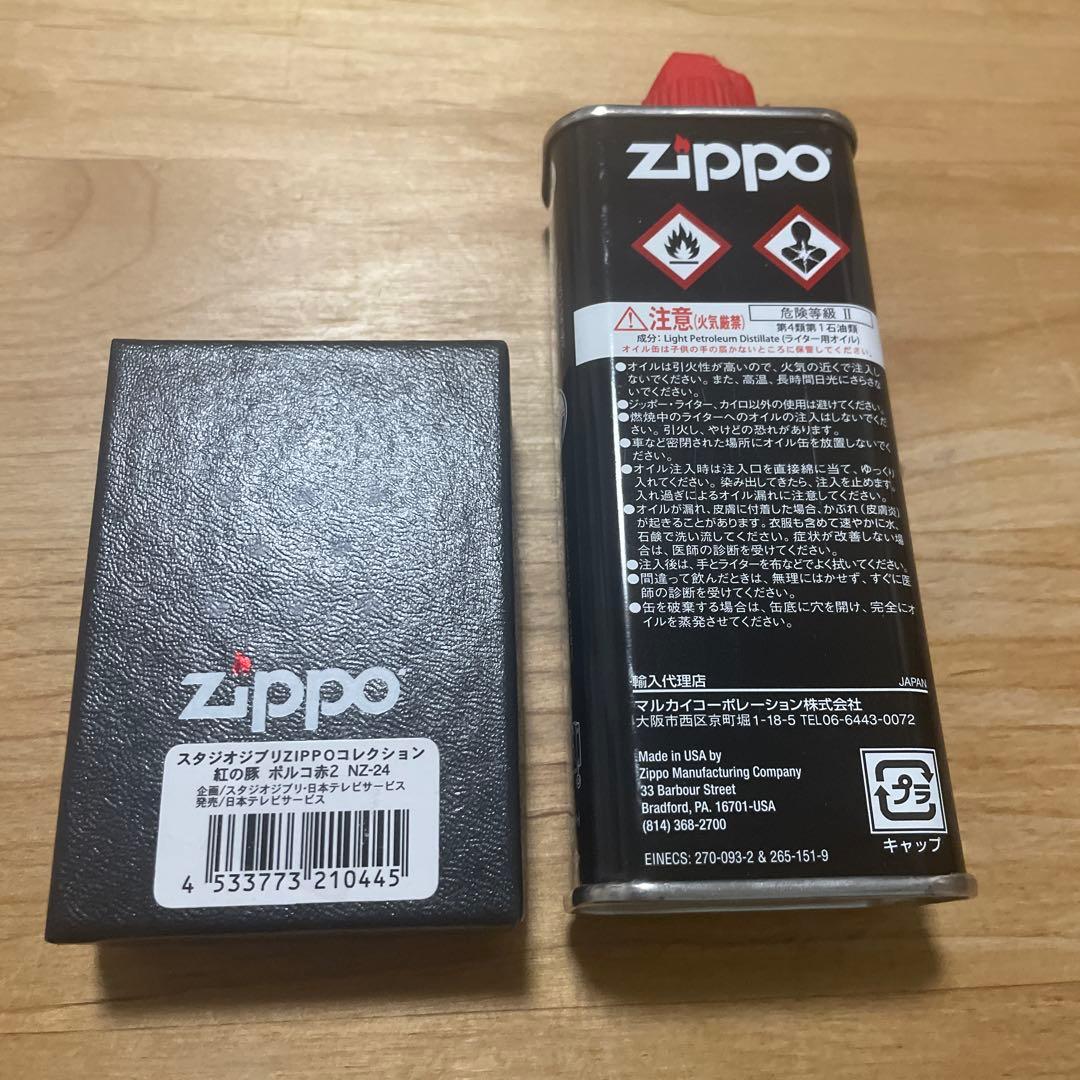 zippo
スタジオジブリZIPPOコレクション
紅の豚 ポルコ赤2 NZ-24
企画/スタジオジブリ・日本テレビサービス
発売/日本テレビサービス
4 533773 210445
zippo
注意(火気厳禁)
危険等級 II
第4類第1石油類
成分: Light Petroleum Distillate (ライター用オイル)
オイル缶は子供の手の届かないところに保管してください。
●オイルは引火性が高いので、火気の近くで注入し
ないでください。また、高温、長時間日光にさらさな
いでください。
●ジッポー・ライター、カイロ以外の使用は避けてください。
●燃焼中のライターへのオイルの注入はしないでくだ
さい。引火し、やけどの恐れがあります。
●車など密閉された場所にオイル缶を放置しないでく
ださい。
●オイル注入時は注入口を直接綿に当て、ゆっくり
入れてください。染み出してきたら、注入を止めます。
入れ過ぎによるオイル漏れに注意してください。
●オイルが漏れ、皮膚に付着した場合、かぶれ(皮膚炎)
が起きることがあります。衣服も含めて速やかに水、
石鹸で洗い流してください。症状が改善しない場
合は、医師の診断を受けてください。
●注入後は、手とライターを布などでよく拭いてください。
●間違って飲んだときは、無理にはかせず、すぐに医
師の診断を受けてください。
●缶を破棄する場合は、缶底に穴を開け、完全にオ
イルを蒸発させてください。
輸入代理店
JAPAN
マルカイコーポレーション株式会社
大阪市西区京町堀1-18-5 TEL06-6443-0072
Made in USA by
Zippo Manufacturing Company
33 Barbour Street
Bradford, PA. 16701-USA
(814) 368-2700
プラ
キャップ
EINECS: 270-093-2 & 265-151-9